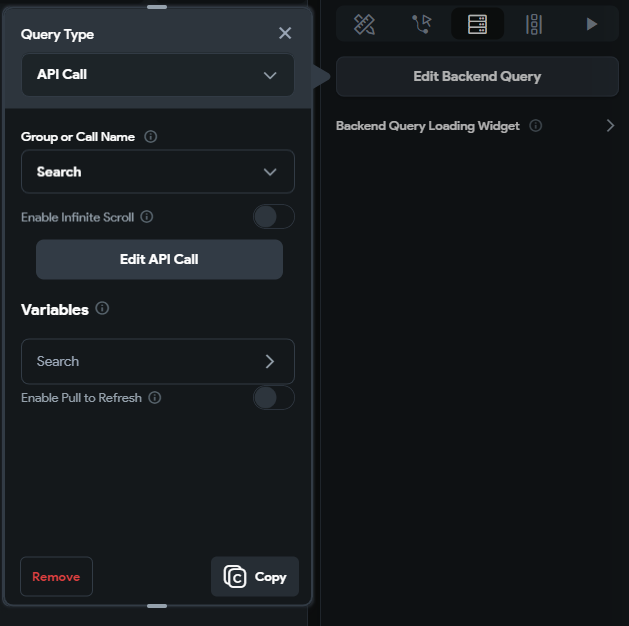 Query Type
API Call
Group or Call Name
Search
Enable Infinite Scroll
Edit API Call
Variables
Search
Enable Pull to Refresh
Remove
Copy
Edit Backend Query
Backend Query Loading Widget